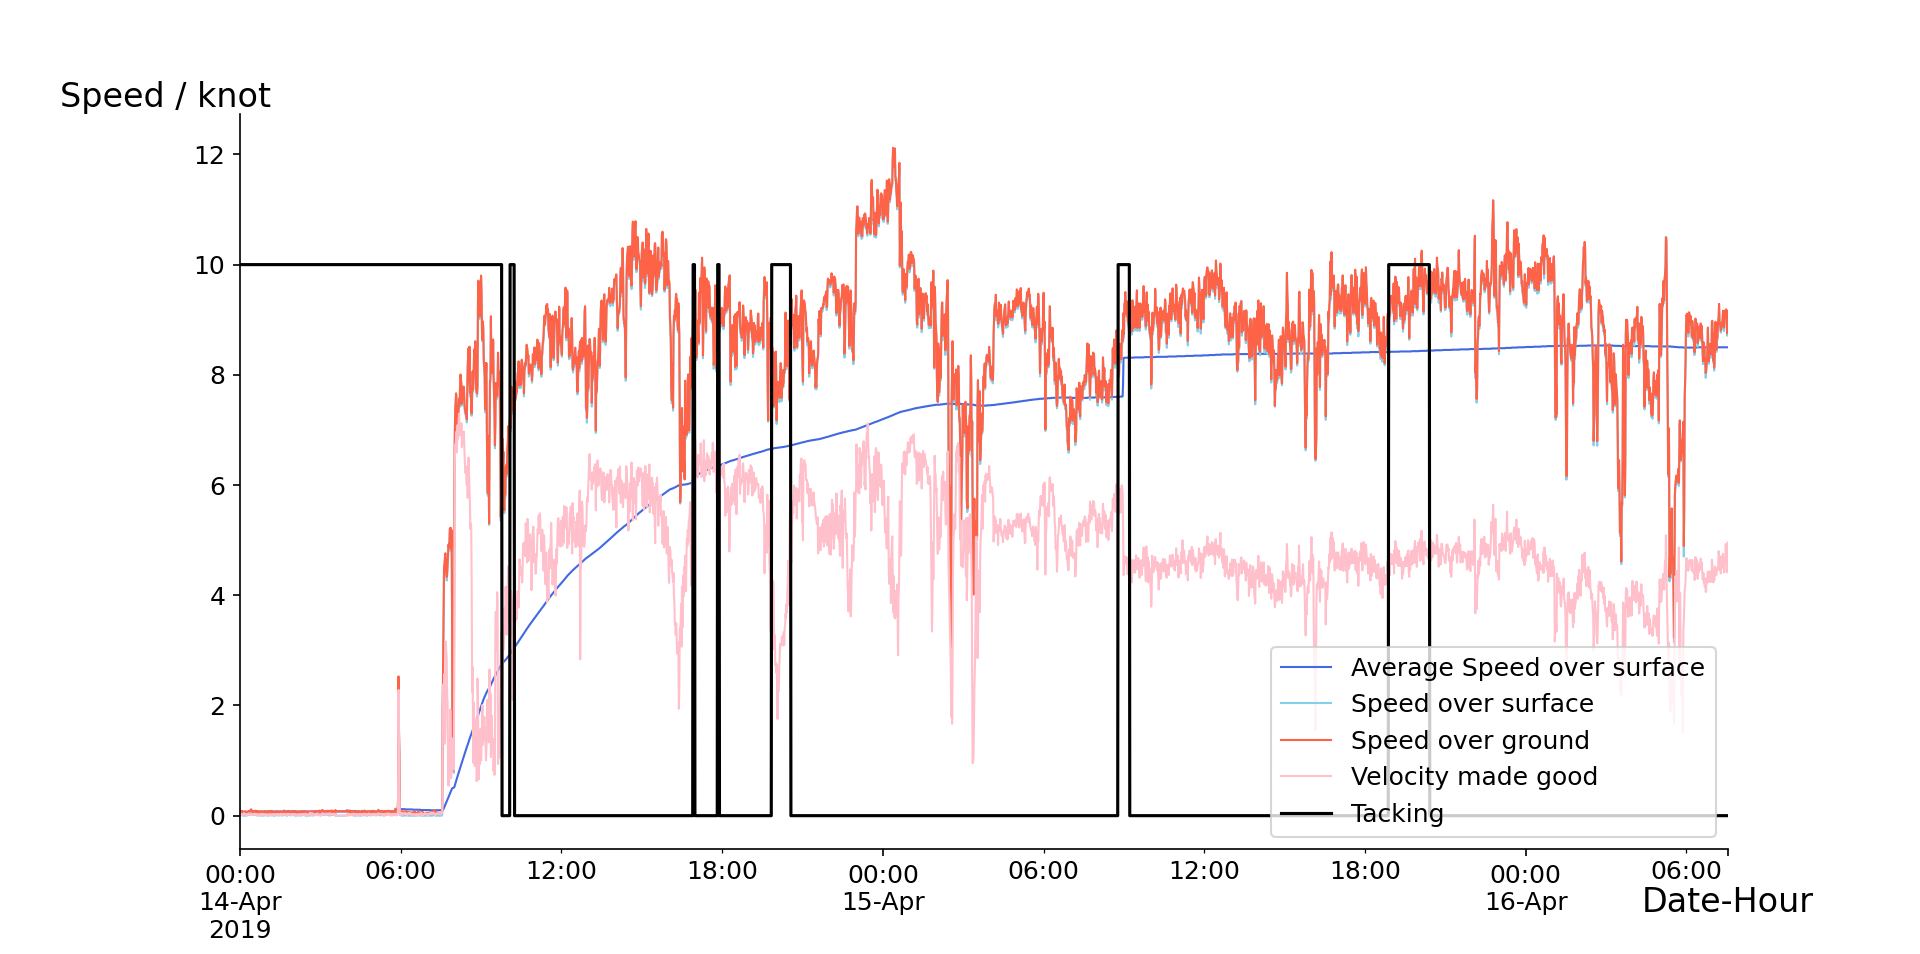 Speed / knot
12
10
8
6
4
2
0
Average Speed over surface
Speed over surface
Speed over ground
Velocity made good
Tacking
00:00 06:00 12:00 18:00 00:00 06:00 12:00 18:00 00:00 06:00
14-Apr 15-Apr 16-Apr Date-Hour
2019